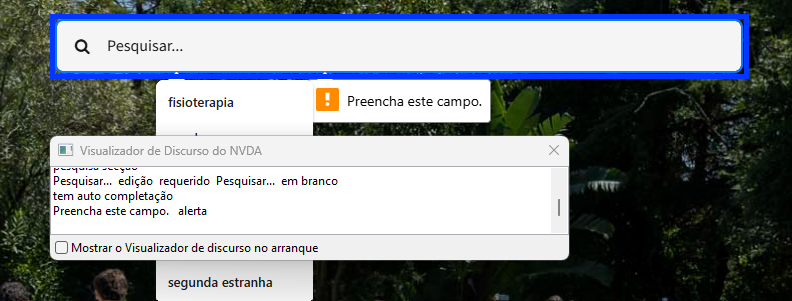 Pesquisar...
fisioterapia
Preencha este campo.
Visualizador de Discurso do NVDA
pesquisa secção
Pesquisar... edição requerido Pesquisar... em branco
tem auto completação
Preencha este campo. alerta
Mostrar o Visualizador de discurso no arranque
segunda estranha